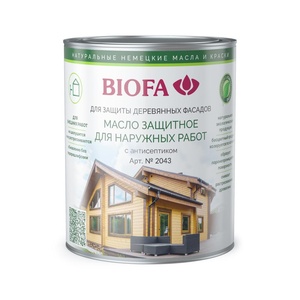 НАТУРАЛЬНЫЕ НЕМЕЦКИЕ МАСЛА И КРАСКИ
BIOFA
ДЛЯ ЗАЩИТЫ ДЕРЕВЯННЫХ ФАСАДОВ
МАСЛО ЗАЩИТНОЕ
ДЛЯ НАРУЖНЫХ РАБОТ
С АНТИСЕПТИКОМ
Арт. № 2043